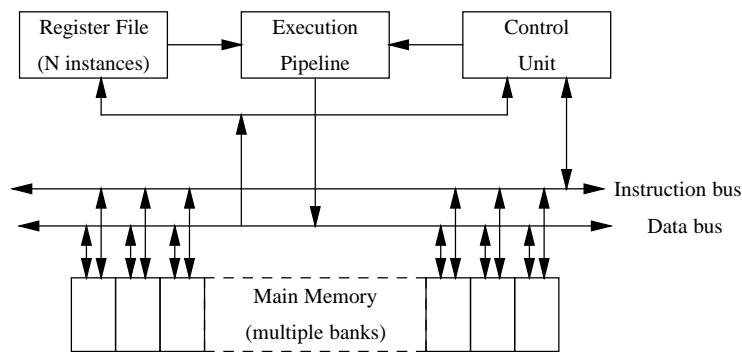 Register File
(N instances)
Execution
Pipeline
Control
Unit
Instruction bus
Data bus
Main Memory
(multiple banks)